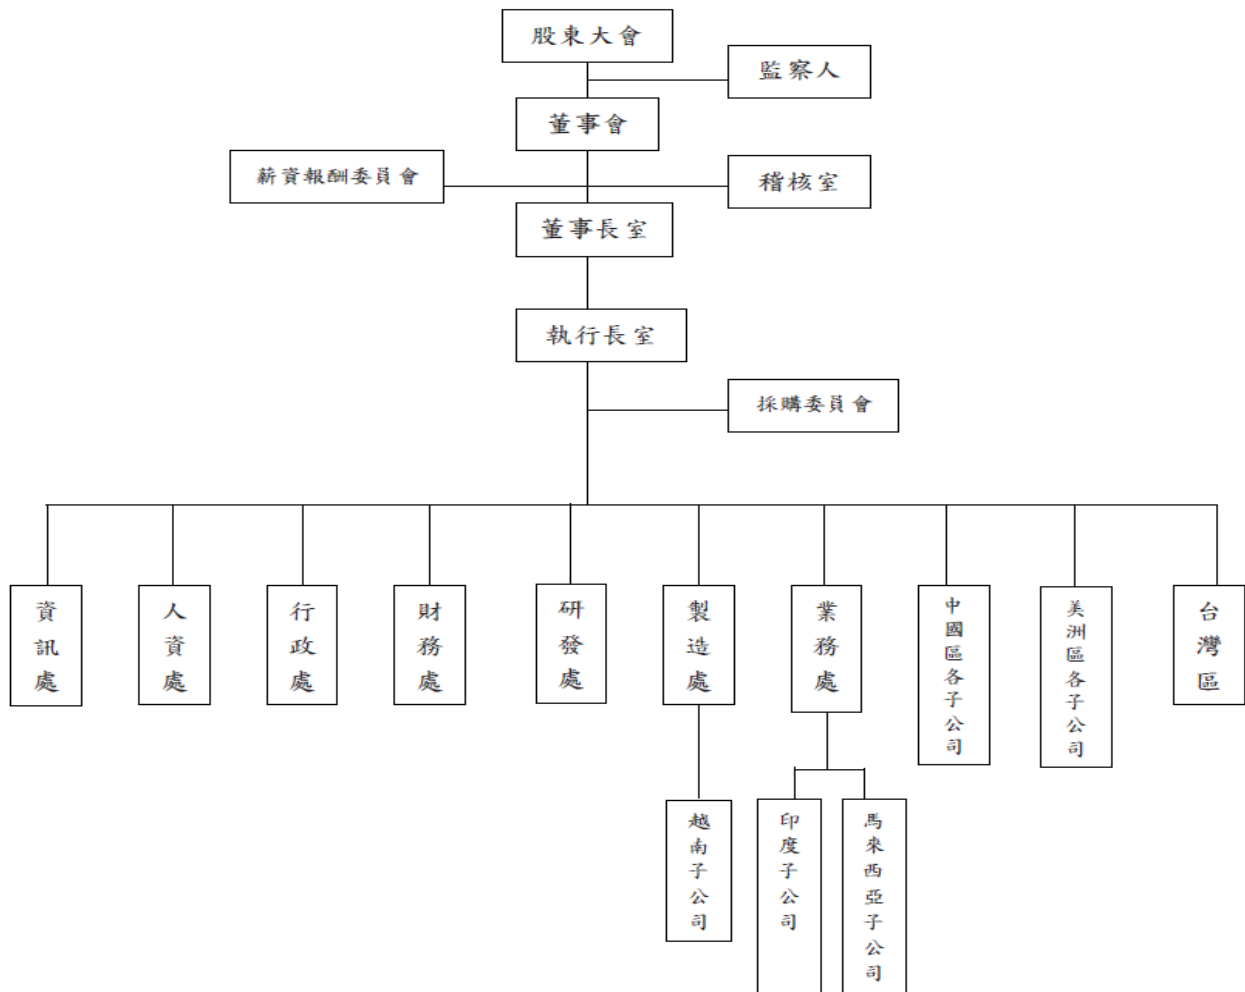 股東大會
監察人
董事會
薪資報酬委員會
稽核室
董事長室
執行長室
採購委員會
資訊處
人資處
行政處
財務處
研發處
製造處
業務處
中國區各子公司
美洲區各子公司
台灣區
越南子公司
印度子公司
馬來西亞子公司